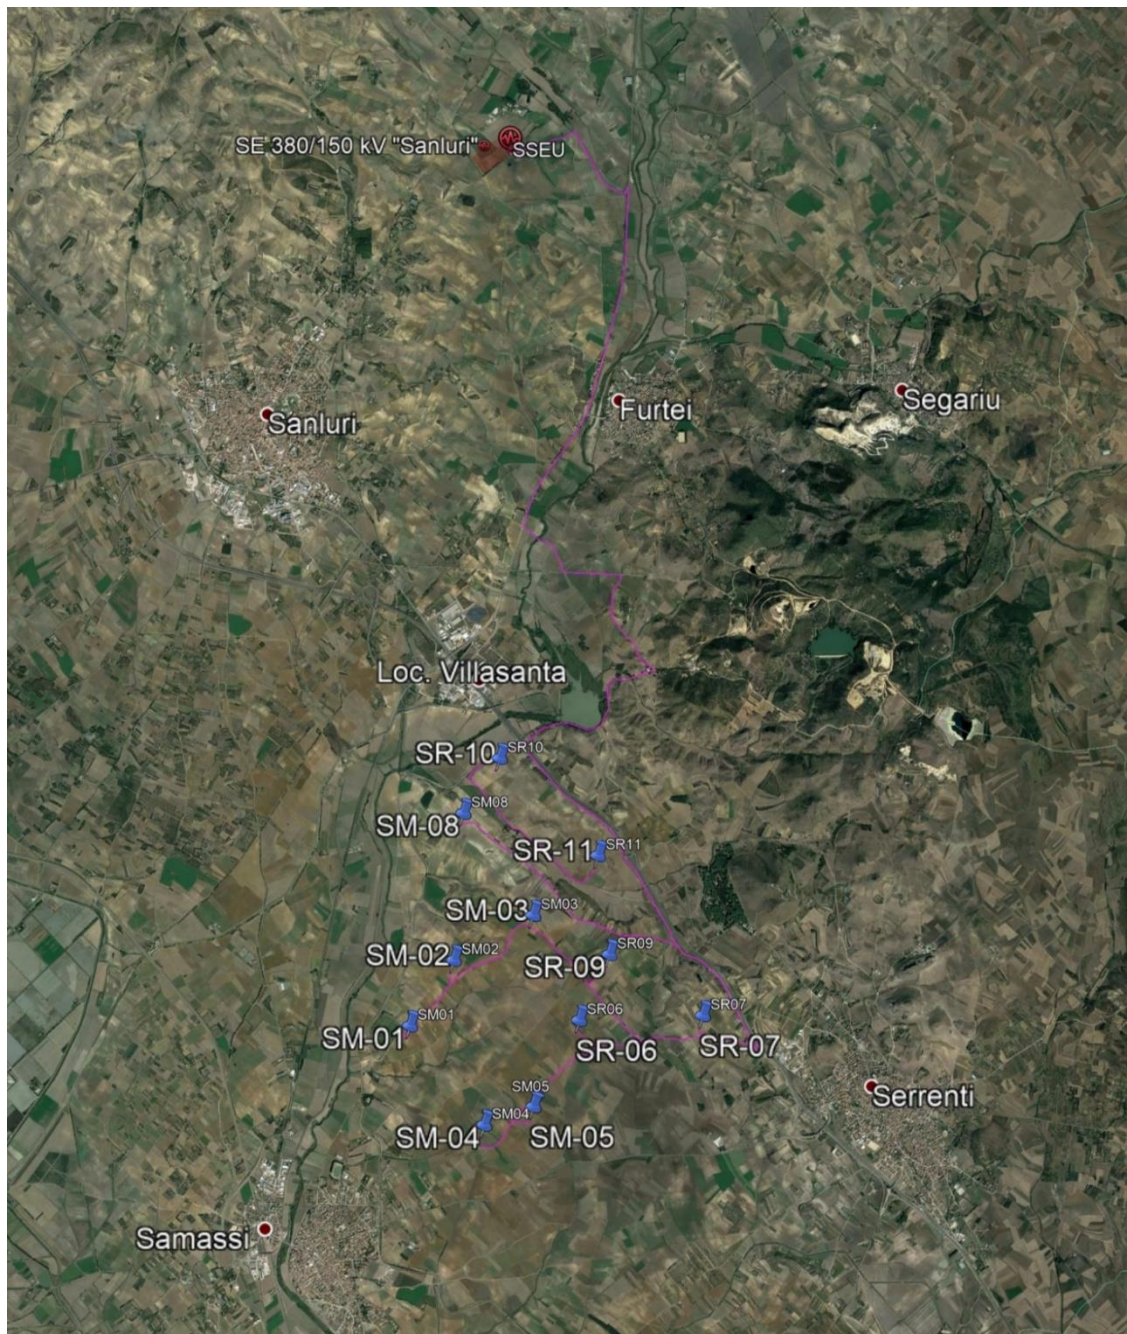 SE 380/150 kV "Sanluri"
SSEU
Segariu
Furtei
Sanluri
Loc. Villasanta
SR-10
SR10
SM08
SM-08
SR-11
SR11
SM-03
SM03
SM-02
SM02
SR09
SR-09
SM01
SM-01
SR06
SR-06
SR07
SR-07
SM05
SM-05
SM04
SM-04
Serrenti
Samassi